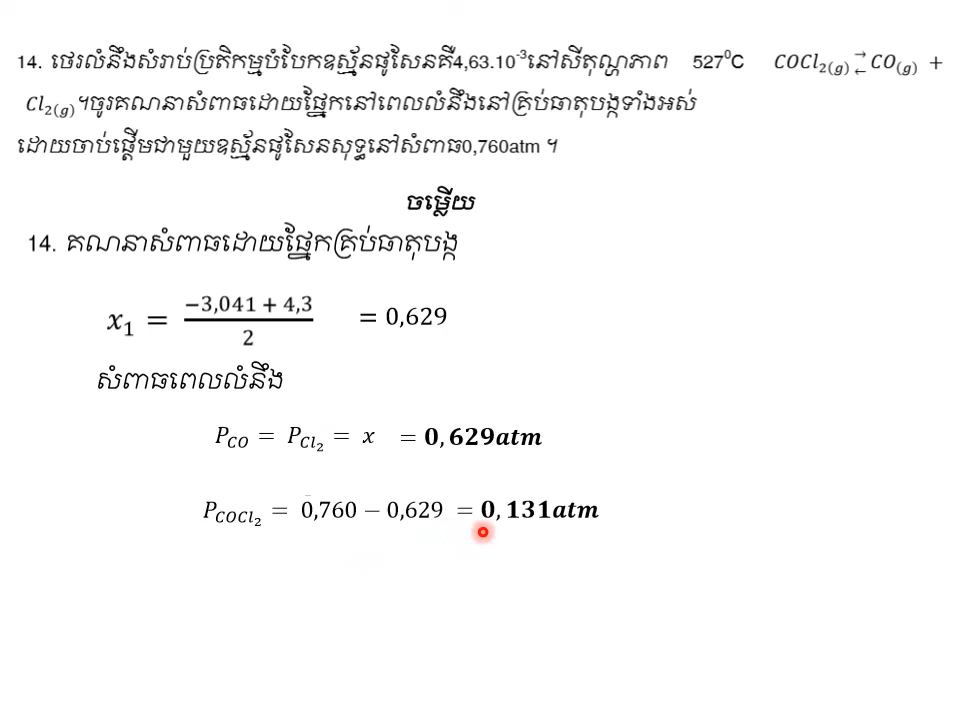 14. ថេរលំនឹងសំរាប់ប្រតិកម្មបំបែកឧស្ម័នផូសែនគឺ4,63.10⁻³នៅសីតុណ្ហភាព 527⁰C COCl₂₍g₎ ⇄ CO₍g₎ +
Cl₂₍g₎។ចូរគណនាសំពាធដោយផ្នែកនៅពេលលំនឹងនៅគ្រប់ធាតុបង្កទាំងអស់
ដោយចាប់ផ្តើមជាមួយឧស្ម័នផូសែនសុទ្ធនៅសំពាធ0,760atm ។
ចម្លើយ
14. គណនាសំពាធដោយផ្នែកគ្រប់ធាតុបង្ក
x₁ = (−3,041 + 4,3)/2 = 0,629
សំពាធពេលលំនឹង
P_CO = P_Cl₂ = x = 0,629atm
P_COCl₂ = 0,760 − 0,629 = 0,131atm